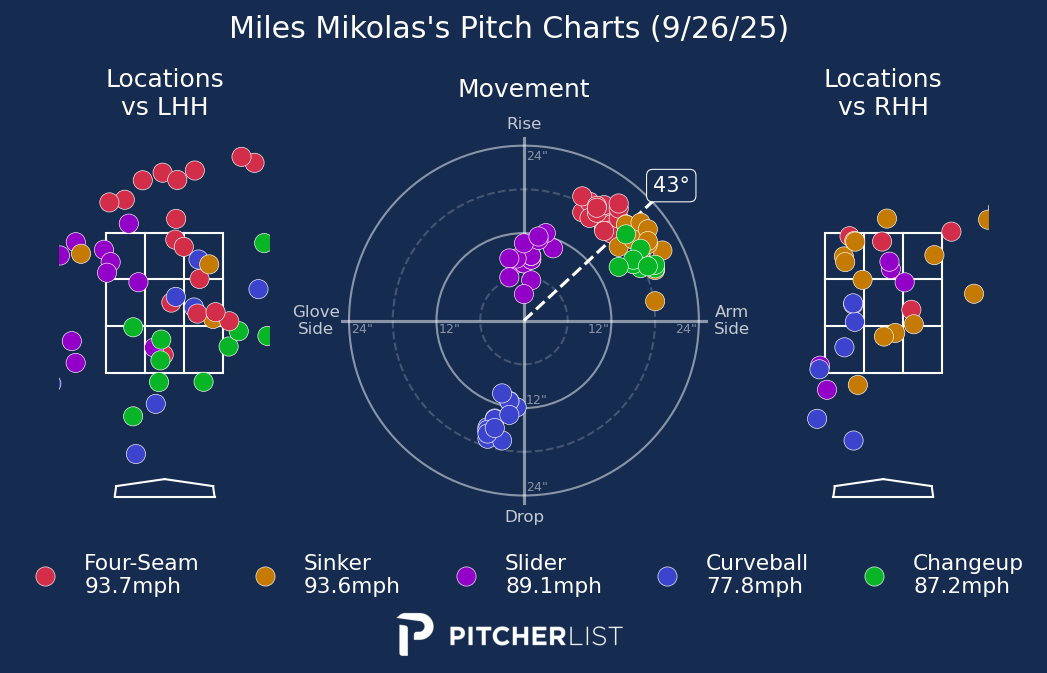 Miles Mikolas's Pitch Charts (9/26/25)
Locations
vs LHH
Movement
Locations
vs RHH
Rise
24"
43°
Glove
Side
24"
12"
12"
24"
Arm
Side
12"
24"
Drop
Four-Seam
93.7mph
Sinker
93.6mph
Slider
89.1mph
Curveball
77.8mph
Changeup
87.2mph
PITCHERLIST